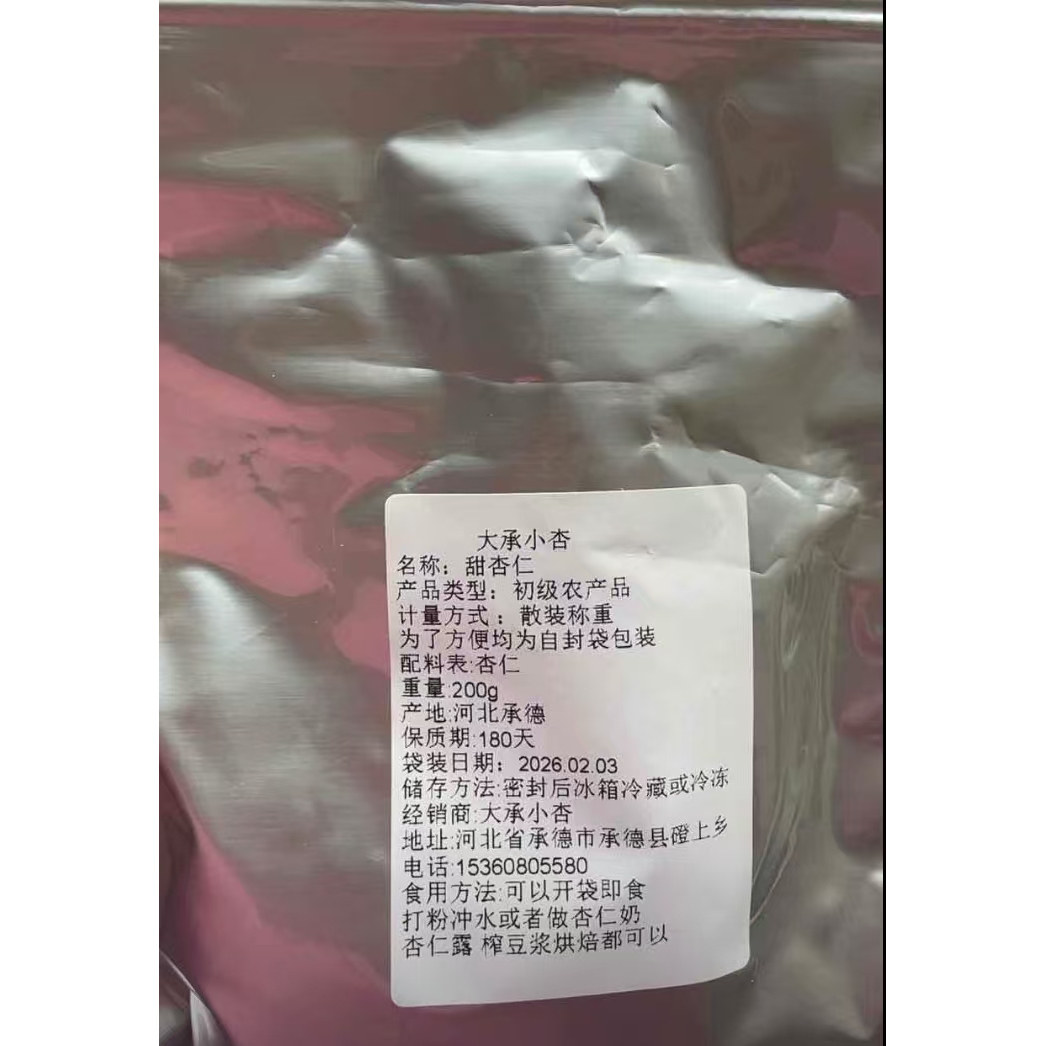 大承小杏
名称：甜杏仁
产品类型：初级农产品
计量方式：散装称重
为了方便均为自封袋包装
配料表:杏仁
重量:200g
产地:河北承德
保质期:180天
袋装日期：2026.02.03
储存方法:密封后冰箱冷藏或冷冻
经销商:大承小杏
地址:河北省承德市承德县磴上乡
电话:15360805580
食用方法:可以开袋即食
打粉冲水或者做杏仁奶
杏仁露 榨豆浆烘焙都可以